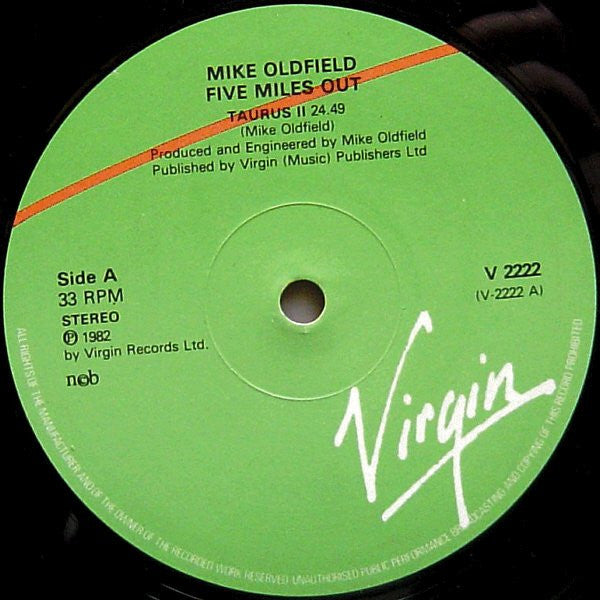 MIKE OLDFIELD
FIVE MILES OUT
TAURUS II 24.49
(Mike Oldfield)
Produced and Engineered by Mike Oldfield
Published by Virgin (Music) Publishers Ltd
Side A
33 RPM
STEREO
Ⓟ 1982
by Virgin Records Ltd.
ncb
V 2222
(V-2222 A)
Virgin
ALL RIGHTS OF THE MANUFACTURER AND OF THE OWNER OF THE RECORDED WORK RESERVED UNAUTHORISED PUBLIC PERFORMANCE BROADCASTING AND COPYING OF THIS RECORD PROHIBITED